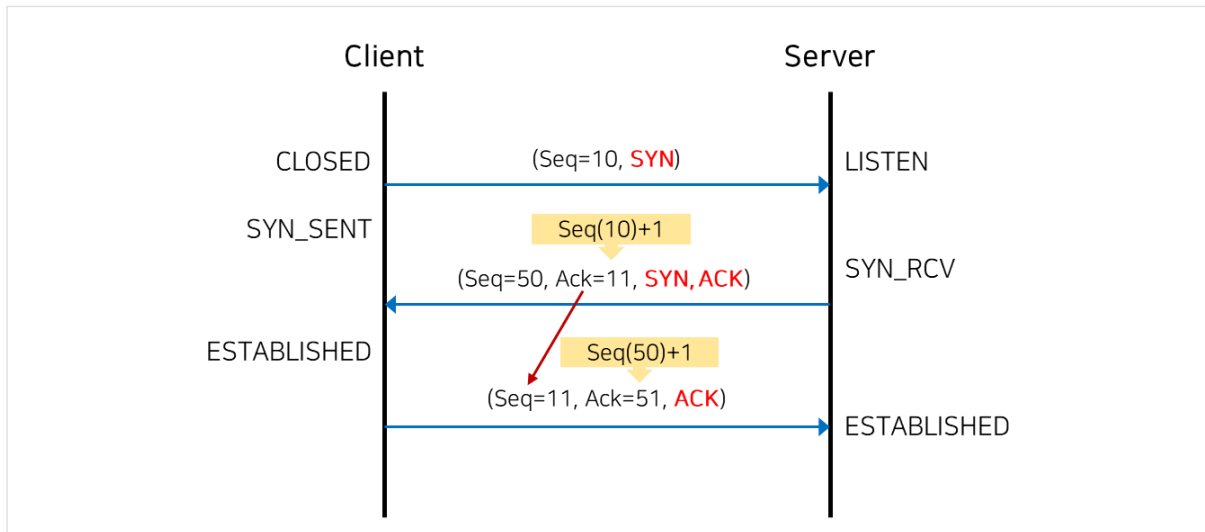 Client
Server
CLOSED
(Seq=10, SYN)
LISTEN
SYN_SENT
Seq(10)+1
(Seq=50, Ack=11, SYN, ACK)
SYN_RCV
ESTABLISHED
Seq(50)+1
(Seq=11, Ack=51, ACK)
ESTABLISHED